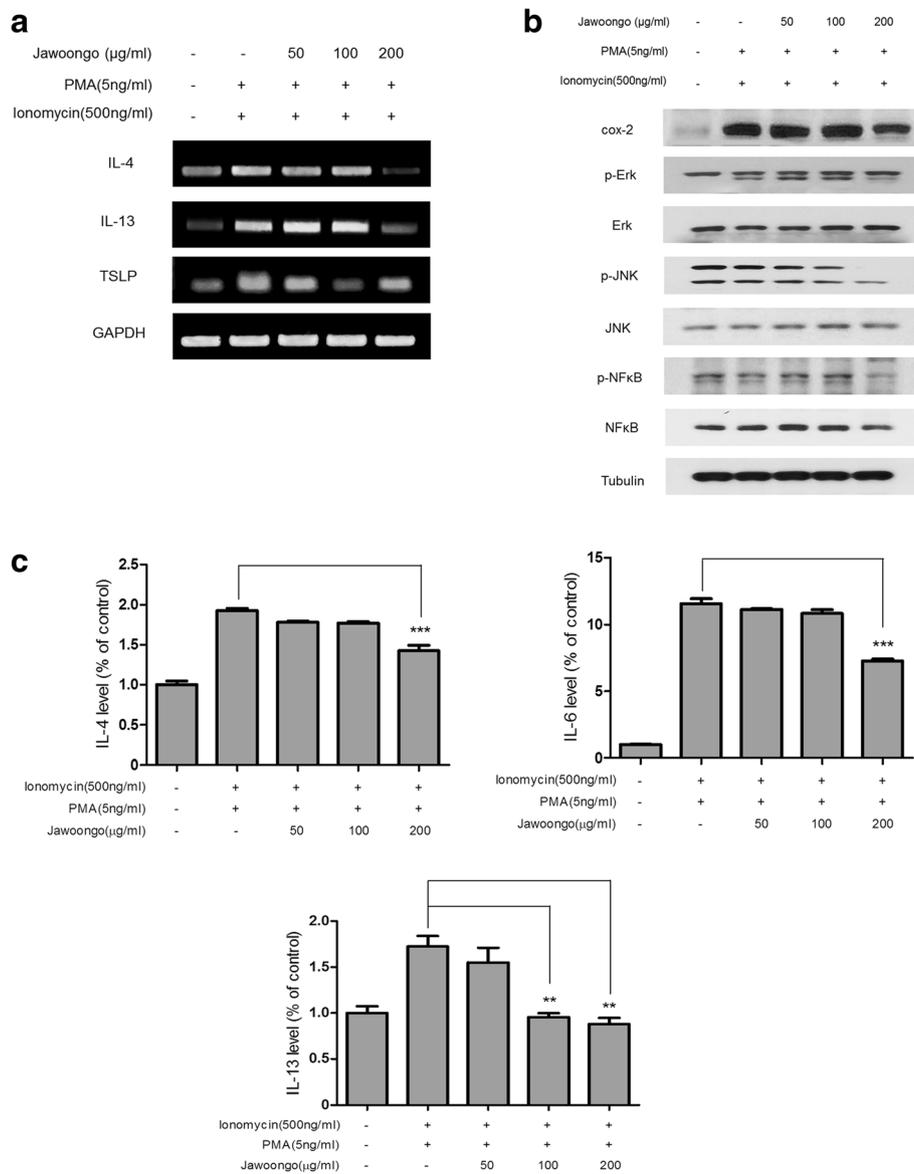 a
Jawoongo (μg/ml) - - 50 100 200
PMA(5ng/ml) - + + + +
Ionomycin(500ng/ml) - + + + +
IL-4
IL-13
TSLP
GAPDH
b
Jawoongo (μg/ml) - - 50 100 200
PMA(5ng/ml) - + + + +
Ionomycin(500ng/ml) - + + + +
cox-2
p-Erk
Erk
p-JNK
JNK
p-NFκB
NFκB
Tubulin
c
IL-4 level (% of control)
2.5
2.0
1.5
1.0
0.5
0
***
Ionomycin(500ng/ml) - + + + +
PMA(5ng/ml) - + + + +
Jawoongo(μg/ml) - - 50 100 200
IL-6 level (% of control)
15
10
5
0
***
Ionomycin(500ng/ml) - + + + +
PMA(5ng/ml) - + + + +
Jawoongo(μg/ml) - - 50 100 200
IL-13 level (% of control)
2.0
1.5
1.0
0.5
0
** **
Ionomycin(500ng/ml) - + + + +
PMA(5ng/ml) - + + + +
Jawoongo(μg/ml) - - 50 100 200